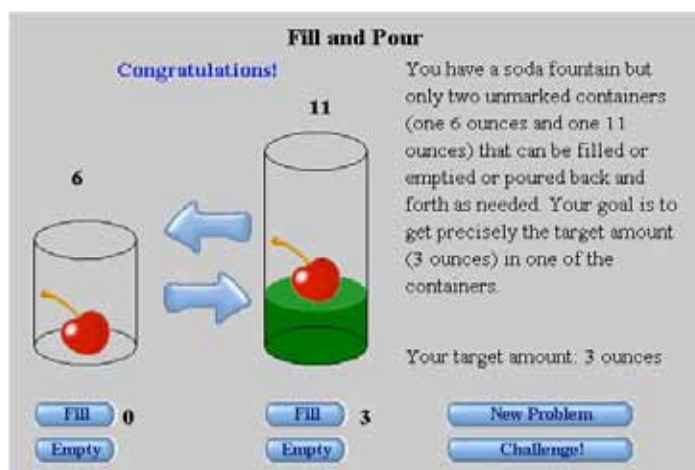 Fill and Pour
Congratulations!
You have a soda fountain but
only two unmarked containers
(one 6 ounces and one 11
ounces) that can be filled or
emptied or poured back and
forth as needed. Your goal is to
get precisely the target amount
(3 ounces) in one of the
containers.
11
6
Your target amount: 3 ounces
Fill 0
Fill 3
New Problem
Empty
Empty
Challenge!